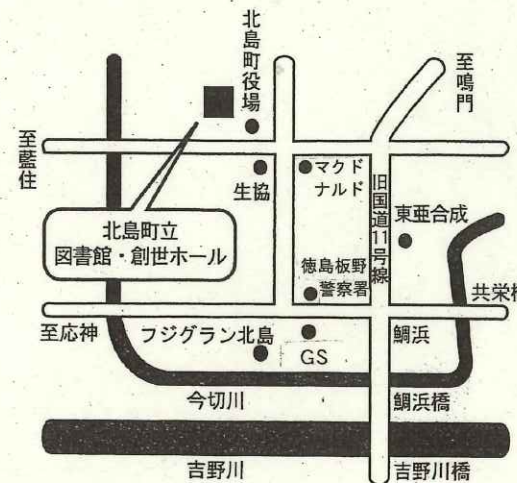 北島町役場
至鳴門
至藍住
生協
マクド
ナルド
旧国道11号線
東亜合成
北島町立
図書館・創世ホール
徳島板野
警察署
共栄橋
至応神
フジグラン北島
GS
鯛浜
今切川
鯛浜橋
吉野川
吉野川橋